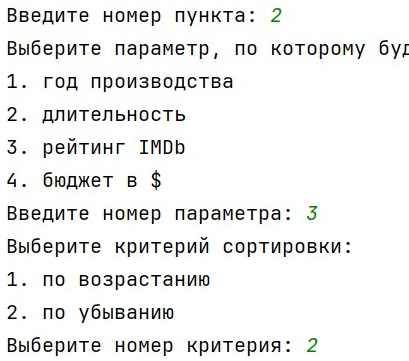 Введите номер пункта: 2
Выберите параметр, по которому
1. год производства
2. длительность
3. рейтинг IMDb
4. бюджет в $
Введите номер параметра: 3
Выберите критерий сортировки:
1. по возрастанию
2. по убыванию
Выберите номер критерия: 2